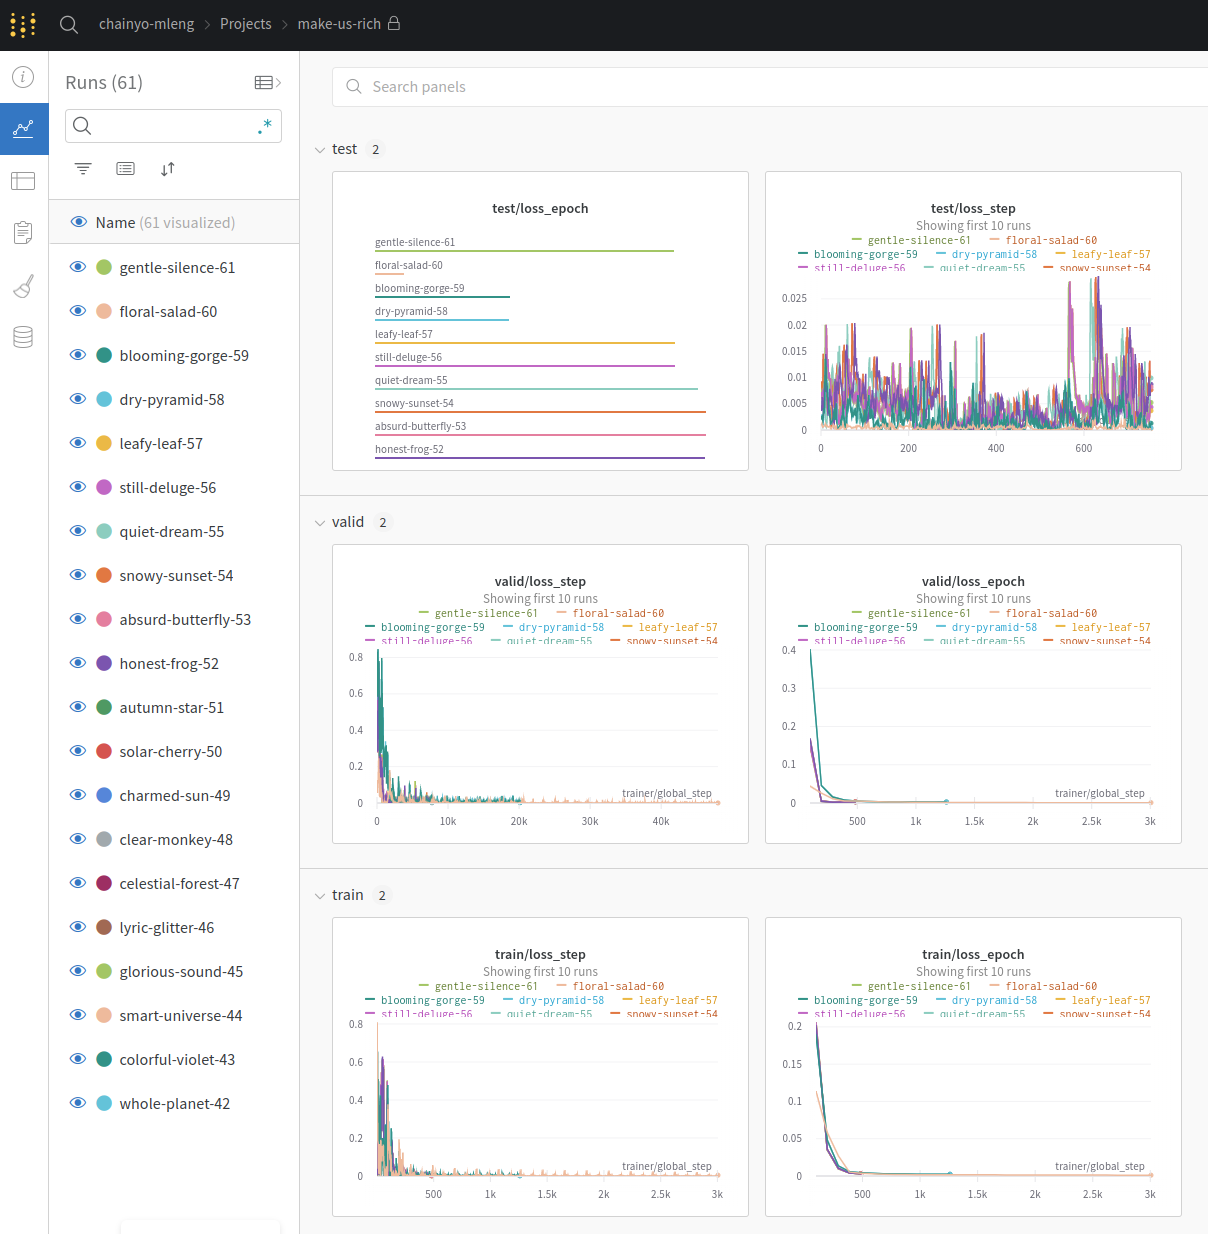 chainyo-mleng > Projects > make-us-rich
Runs (61)
.*
Name (61 visualized)
gentle-silence-61
floral-salad-60
blooming-gorge-59
dry-pyramid-58
leafy-leaf-57
still-deluge-56
quiet-dream-55
snowy-sunset-54
absurd-butterfly-53
honest-frog-52
autumn-star-51
solar-cherry-50
charmed-sun-49
clear-monkey-48
celestial-forest-47
lyric-glitter-46
glorious-sound-45
smart-universe-44
colorful-violet-43
whole-planet-42
Search panels
test 2
test/loss_epoch
gentle-silence-61
floral-salad-60
blooming-gorge-59
dry-pyramid-58
leafy-leaf-57
still-deluge-56
quiet-dream-55
snowy-sunset-54
absurd-butterfly-53
honest-frog-52
test/loss_step
Showing first 10 runs
gentle-silence-61 floral-salad-60
blooming-gorge-59 dry-pyramid-58 leafy-leaf-57
still-deluge-56 quiet-dream-55 snowy-sunset-54
0.025
0.02
0.015
0.01
0.005
0
0 200 400 600
valid 2
valid/loss_step
Showing first 10 runs
gentle-silence-61 floral-salad-60
blooming-gorge-59 dry-pyramid-58 leafy-leaf-57
still-deluge-56 quiet-dream-55 snowy-sunset-54
0.8
0.6
0.4
0.2
trainer/global_step
0
0 10k 20k 30k 40k
valid/loss_epoch
Showing first 10 runs
gentle-silence-61 floral-salad-60
blooming-gorge-59 dry-pyramid-58 leafy-leaf-57
still-deluge-56 quiet-dream-55 snowy-sunset-54
0.4
0.3
0.2
0.1
trainer/global_step
0
500 1k 1.5k 2k 2.5k 3k
train 2
train/loss_step
Showing first 10 runs
gentle-silence-61 floral-salad-60
blooming-gorge-59 dry-pyramid-58 leafy-leaf-57
still-deluge-56 quiet-dream-55 snowy-sunset-54
0.8
0.6
0.4
0.2
trainer/global_step
0
500 1k 1.5k 2k 2.5k 3k
train/loss_epoch
Showing first 10 runs
gentle-silence-61 floral-salad-60
blooming-gorge-59 dry-pyramid-58 leafy-leaf-57
still-deluge-56 quiet-dream-55 snowy-sunset-54
0.2
0.15
0.1
0.05
trainer/global_step
0
500 1k 1.5k 2k 2.5k 3k